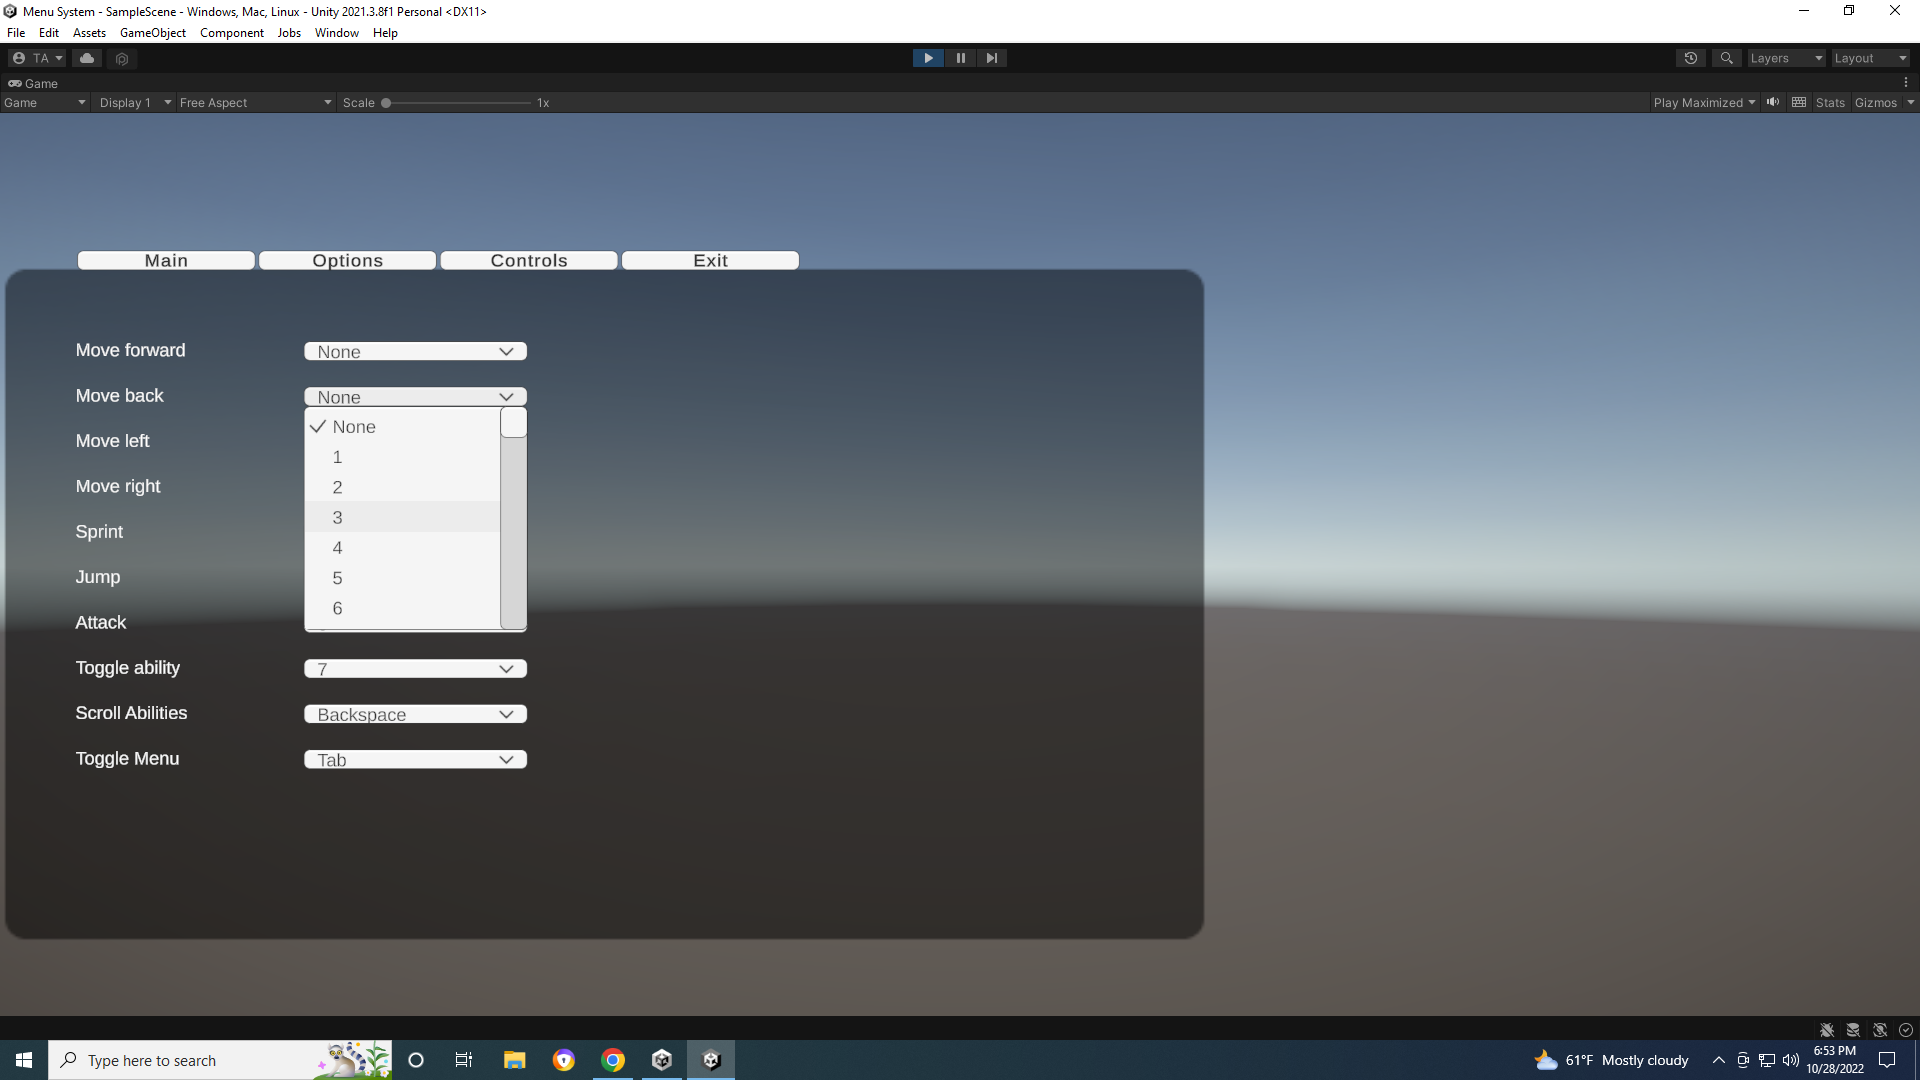 Menu System - SampleScene - Windows, Mac, Linux - Unity 2021.3.8f1 Personal <DX11>
File Edit Assets GameObject Component Jobs Window Help
TA Layers Layout
Game
Game Display 1 Free Aspect Scale 1x Play Maximized Stats Gizmos
Main Options Controls Exit
Move forward None
Move back None
None
Move left
1
2
Move right
3
Sprint
4
Jump
5
6
Attack
Toggle ability 7
Scroll Abilities Backspace
Toggle Menu Tab
Type here to search
61°F Mostly cloudy
6:53 PM
10/28/2022